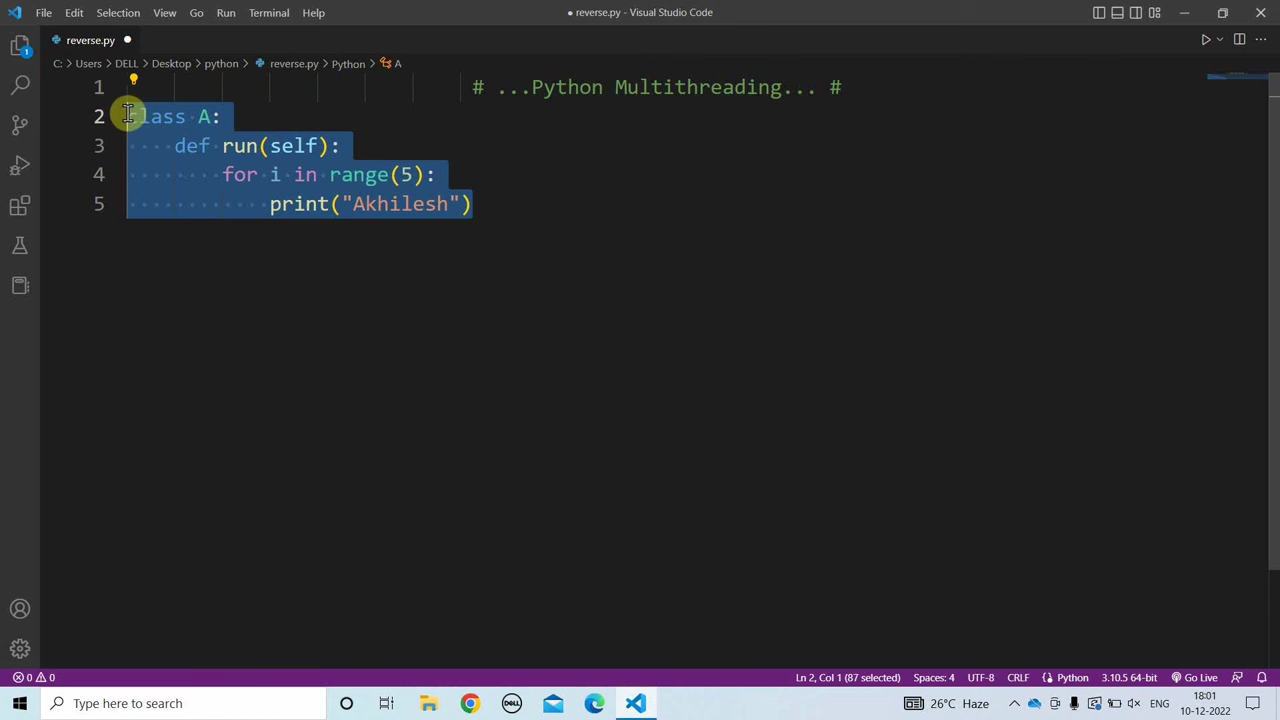 File Edit Selection View Go Run Terminal Help ● reverse.py - Visual Studio Code
reverse.py ●
C: > Users > DELL > Desktop > python > reverse.py > Python > A
1 # ...Python Multithreading... #
2 class A:
3 ····def run(self):
4 ········for i in range(5):
5 ············print("Akhilesh")
1
0 0 Ln 2, Col 1 (87 selected) Spaces: 4 UTF-8 CRLF Python 3.10.5 64-bit Go Live
Type here to search DELL 26°C Haze ENG 18:01
10-12-2022